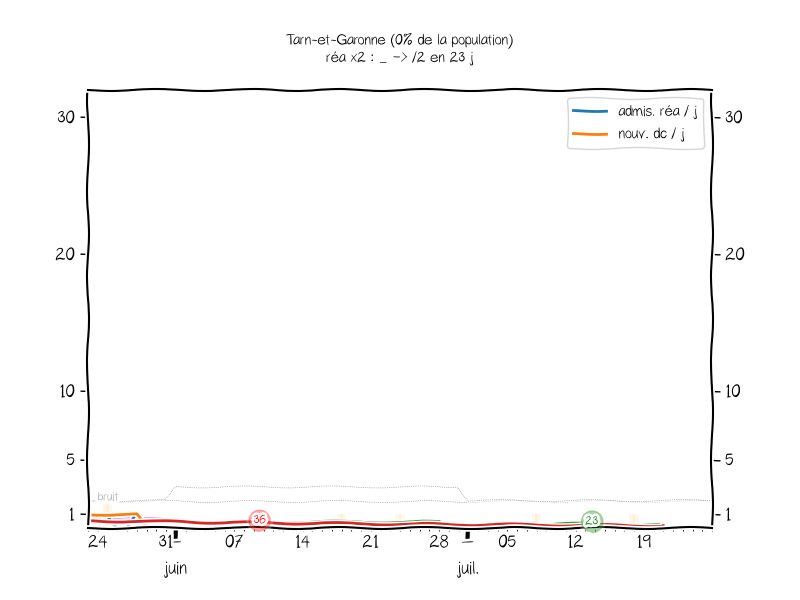 Tarn-et-Garonne (0% de la population)
réa x2 : _ -> /2 en 23 j
30
20
10
5
1
30
20
10
5
1
admis. réa / j
nouv. dc / j
bruit
36
23
24 31 07 14 21 28 05 12 19
juin juil.